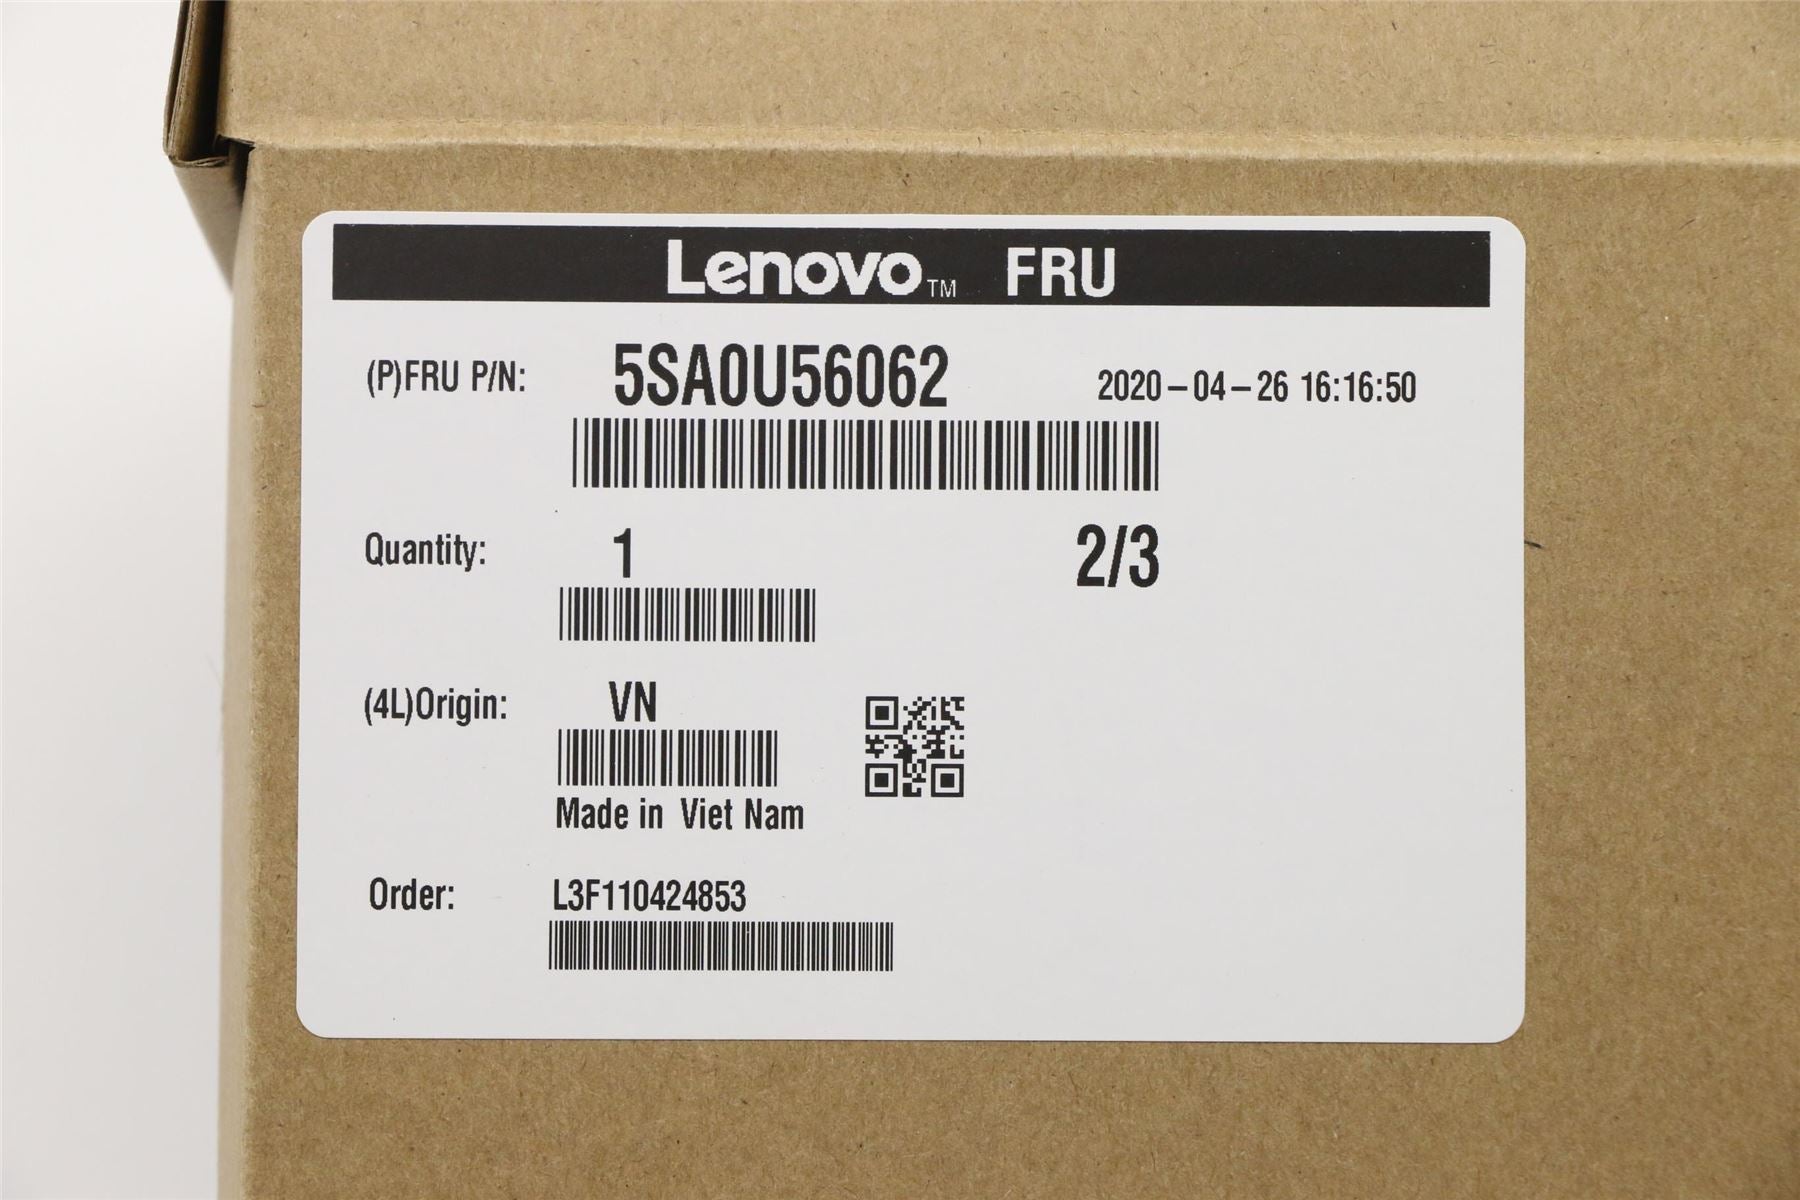 Lenovo™ FRU
(P)FRU P/N: 5SA0U56062 2020-04-26 16:16:50
Quantity: 1 2/3
(4L)Origin: VN
Made in Viet Nam
Order: L3F110424853